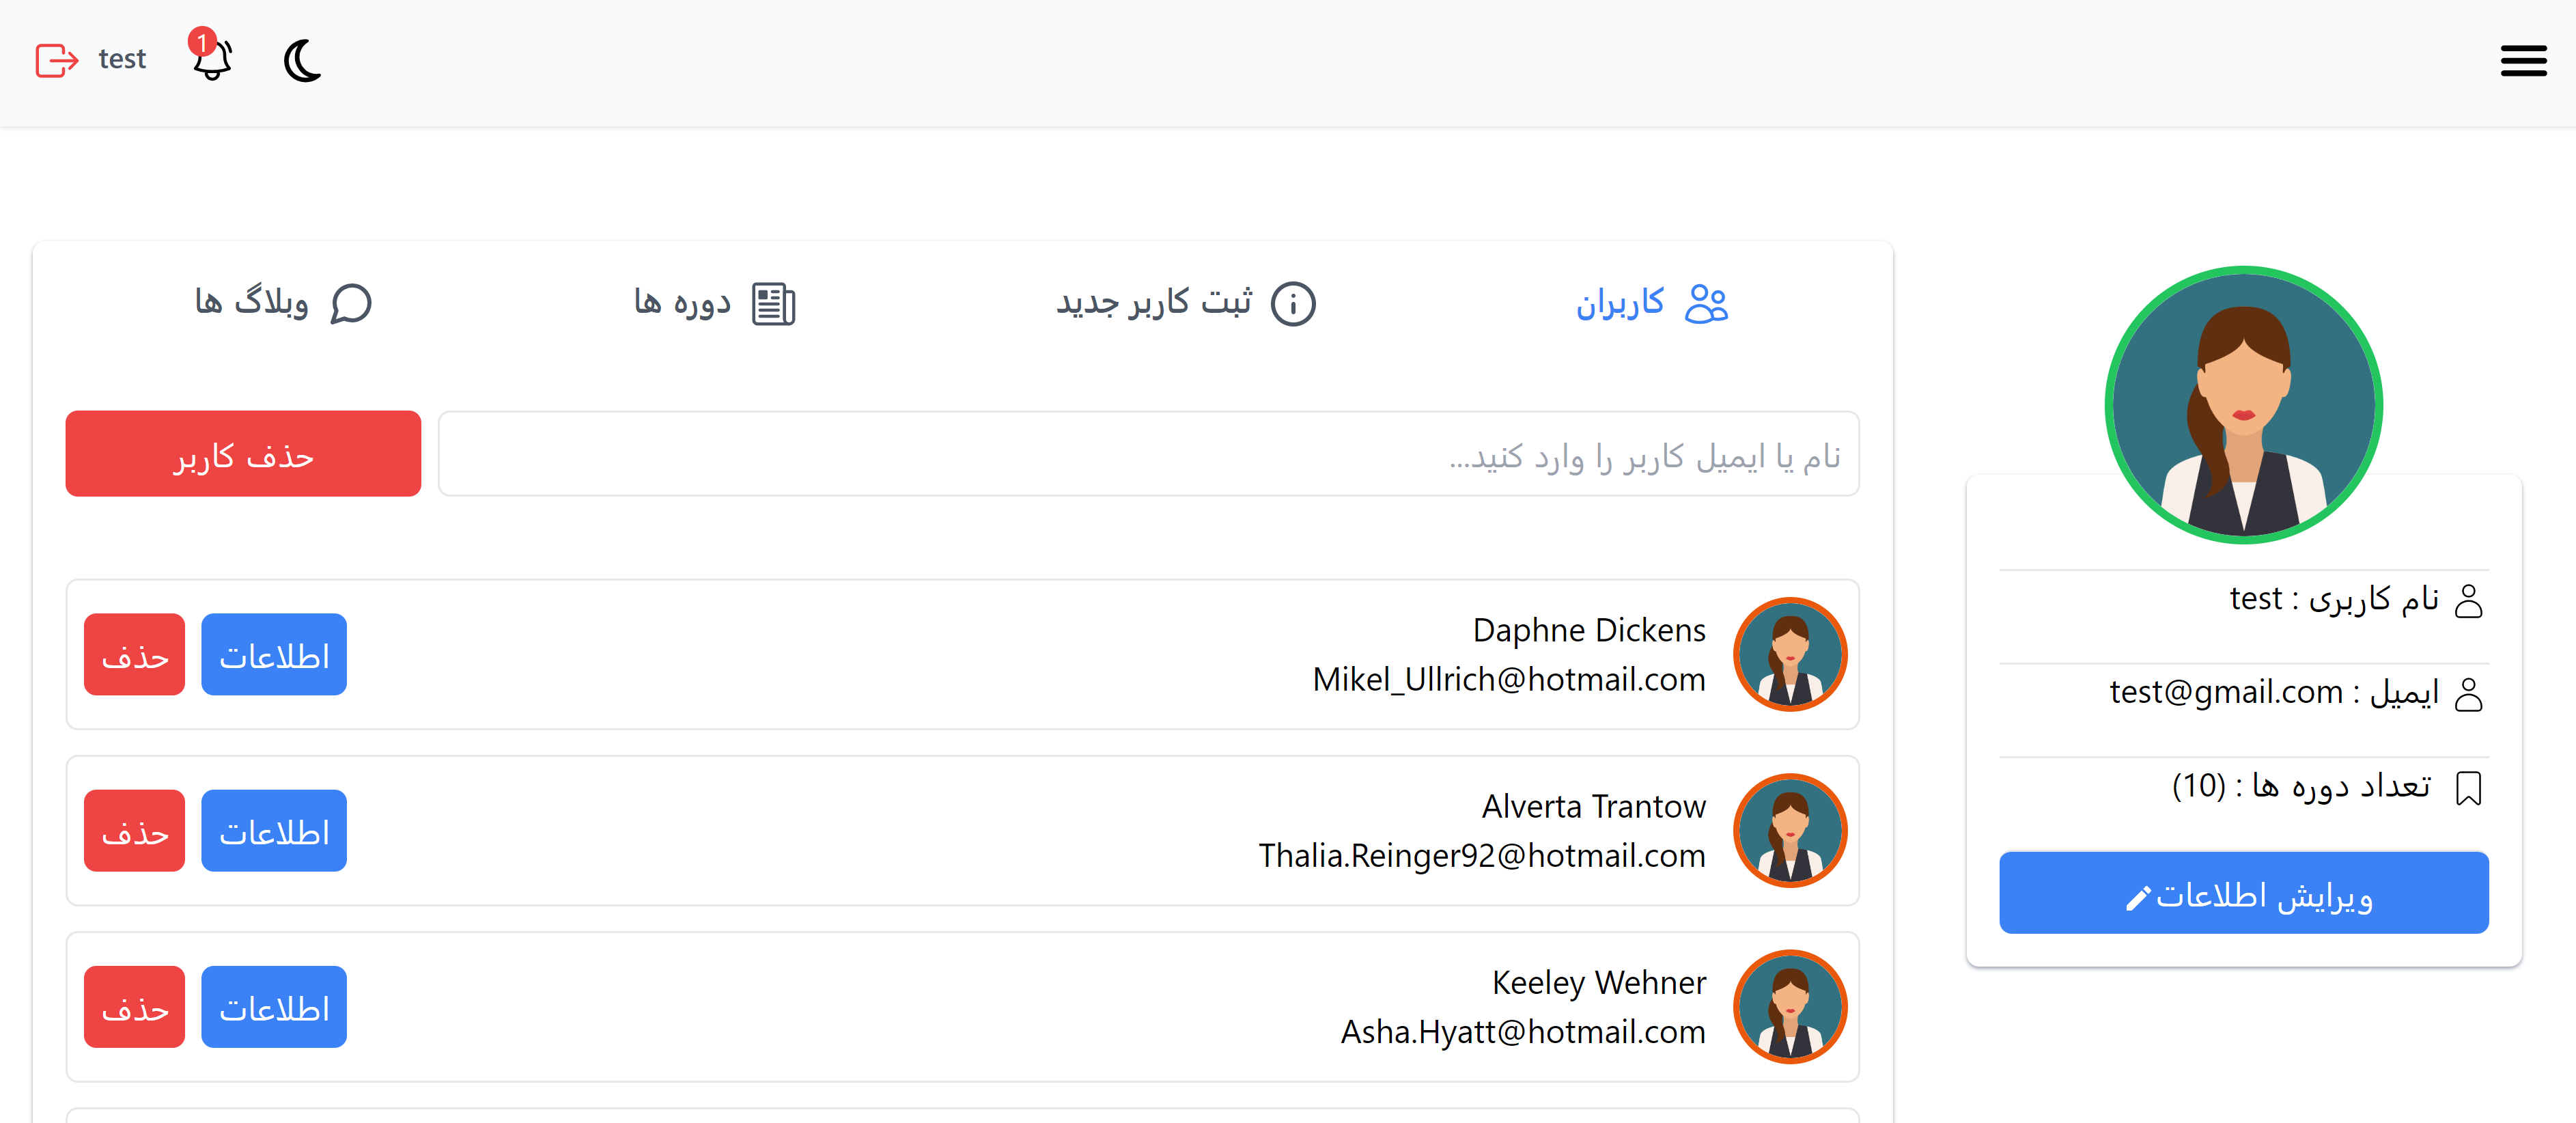 test
1
کاربران
ثبت کاربر جدید
دوره ها
وبلاگ ها
نام یا ایمیل کاربر را وارد کنید...
حذف کاربر
Daphne Dickens
Mikel_Ullrich@hotmail.com
اطلاعات
حذف
Alverta Trantow
Thalia.Reinger92@hotmail.com
اطلاعات
حذف
Keeley Wehner
Asha.Hyatt@hotmail.com
اطلاعات
حذف
نام کاربری : test
ایمیل : test@gmail.com
تعداد دوره ها : (10)
ویرایش اطلاعات